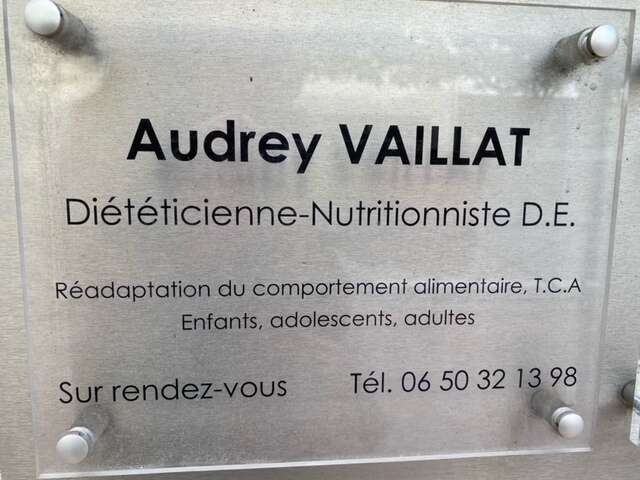 Audrey VAILLAT
Diététicienne-Nutritionniste D.E.
Réadaptation du comportement alimentaire, T.C.A
Enfants, adolescents, adultes
Sur rendez-vous Tél. 06 50 32 13 98